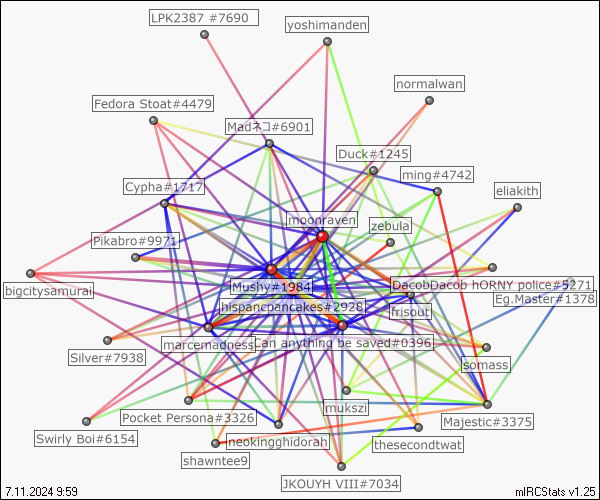 LPK2387 #7690
yoshimanden
normalwan
Fedora Stoat#4479
Madネコ#6901
Duck#1245
ming#4742
Cypha#1717
eliakith
moonraven
zebula
Pikabro#9971
bigcitysamurai
Mushy#1984
DacobDacob hORNY police#5271
Eg.Master#1378
hispancpancakes#2928
frisout
marcemadness
Can anything be saved#0396
Silver#7938
somass
mukszi
Pocket Persona#3326
Majestic#3375
Swirly Boi#6154
neokingghidorah
thesecondtwat
shawntee9
JKOUYH VIII#7034
7.11.2024 9:59
mIRCStats v1.25